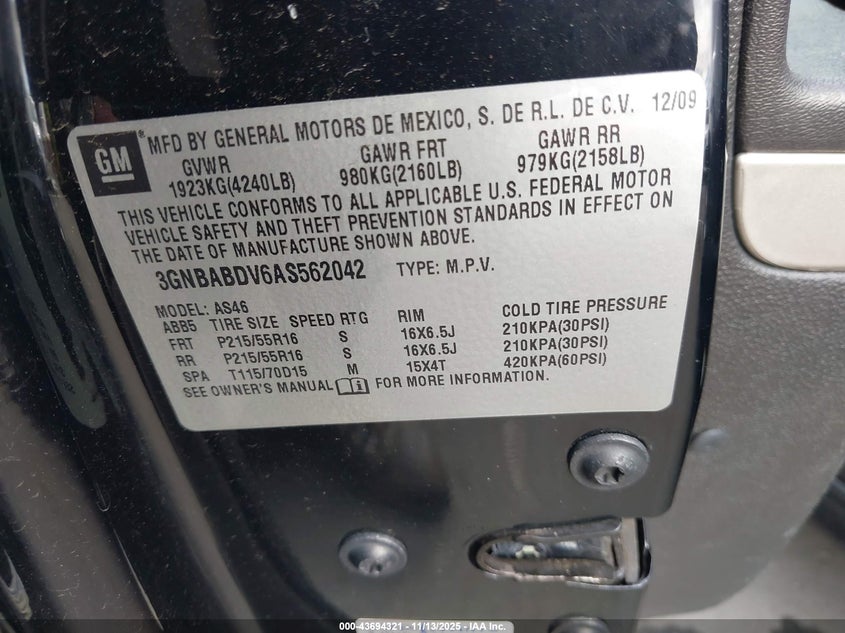 GM
MFD BY GENERAL MOTORS DE MEXICO, S. DE R.L. DE C.V. 12/09
GVWR GAWR FRT GAWR RR
1923KG(4240LB) 980KG(2160LB) 979KG(2158LB)
THIS VEHICLE CONFORMS TO ALL APPLICABLE U.S. FEDERAL MOTOR
VEHICLE SAFETY AND THEFT PREVENTION STANDARDS IN EFFECT ON
THE DATE OF MANUFACTURE SHOWN ABOVE.
3GNBABDV6AS562042 TYPE: M.P.V.
MODEL: AS46
ABB5 TIRE SIZE SPEED RTG RIM COLD TIRE PRESSURE
FRT P215/55R16 S 16X6.5J 210KPA(30PSI)
RR P215/55R16 S 16X6.5J 210KPA(30PSI)
SPA T115/70D15 M 15X4T 420KPA(60PSI)
SEE OWNER'S MANUAL FOR MORE INFORMATION.
000-43694321 - 11/13/2025 - IAA Inc.